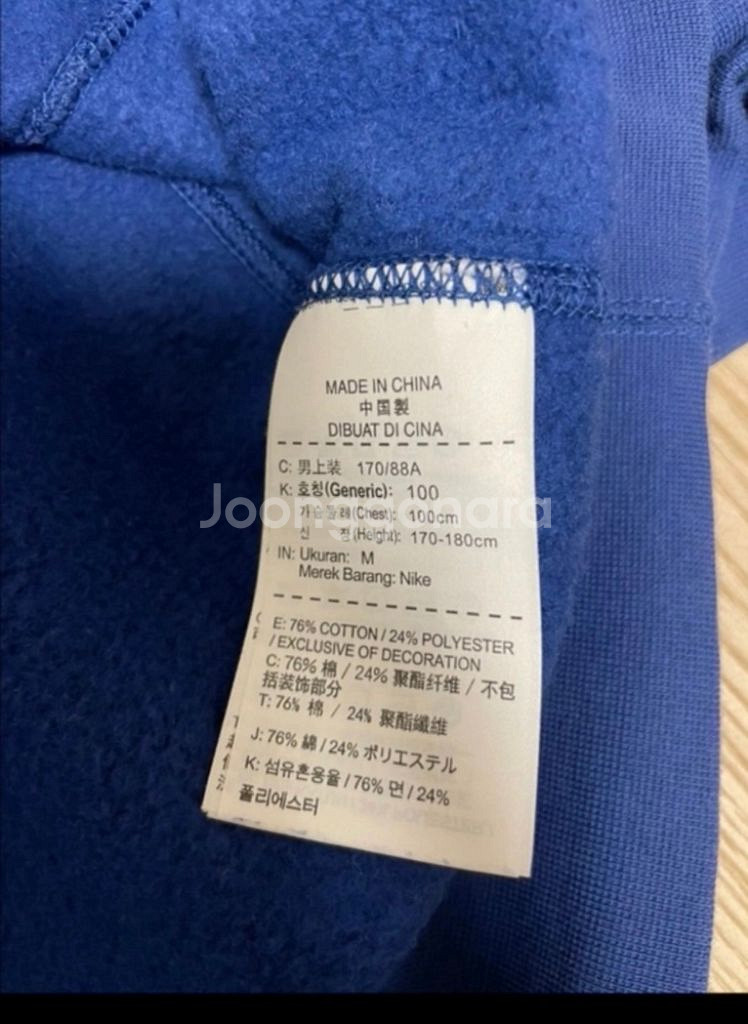 MADE IN CHINA
中国製
DIBUAT DI CINA
C: 男上装 170/88A
K: 호칭(Generic): 100
가슴둘레(Chest): 100cm
신 장(Height): 170-180cm
IN: Ukuran: M
Merek Barang: Nike
Joonggonara
E: 76% COTTON / 24% POLYESTER
/ EXCLUSIVE OF DECORATION
C: 76% 棉 / 24% 聚酯纤维 / 不包
括装饰部分
T: 76% 棉 / 24% 聚酯纖維
J: 76% 綿 / 24% ポリエステル
K: 섬유혼용율 / 76% 면 / 24%
폴리에스터